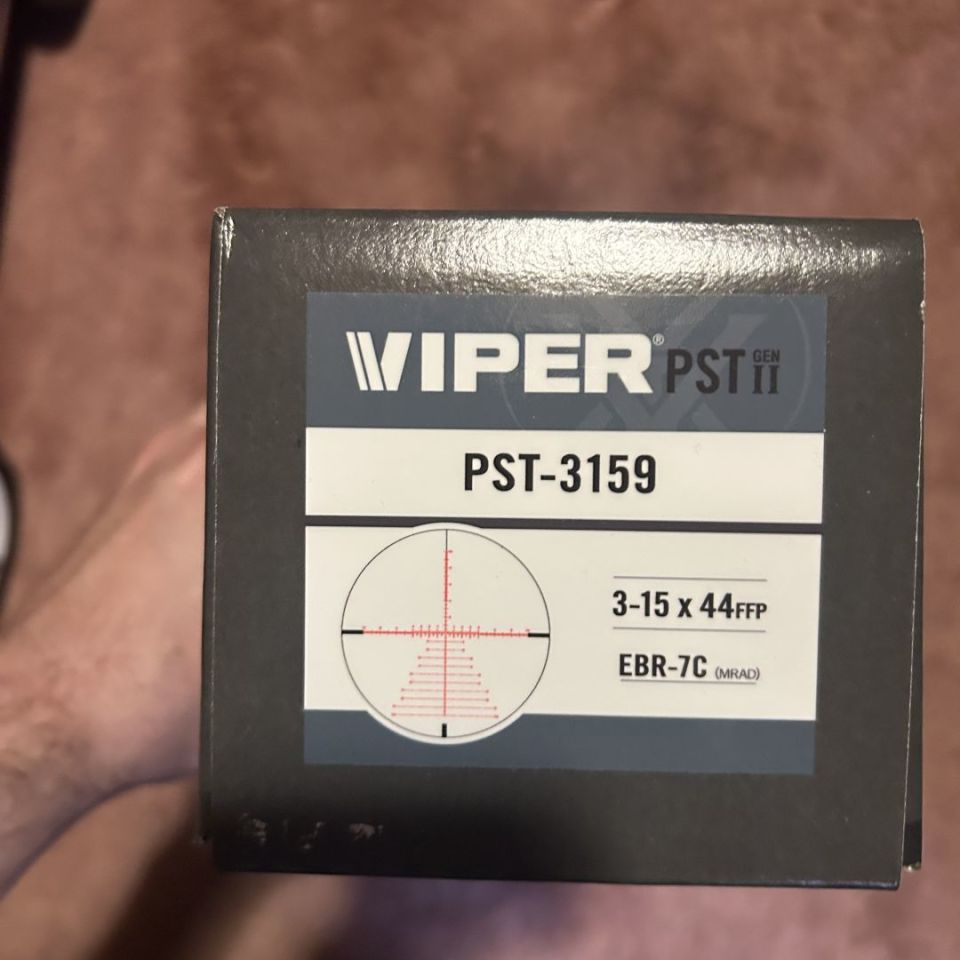 VIPER® PST GEN II
PST-3159
3-15 x 44FFP
EBR-7C (MRAD)